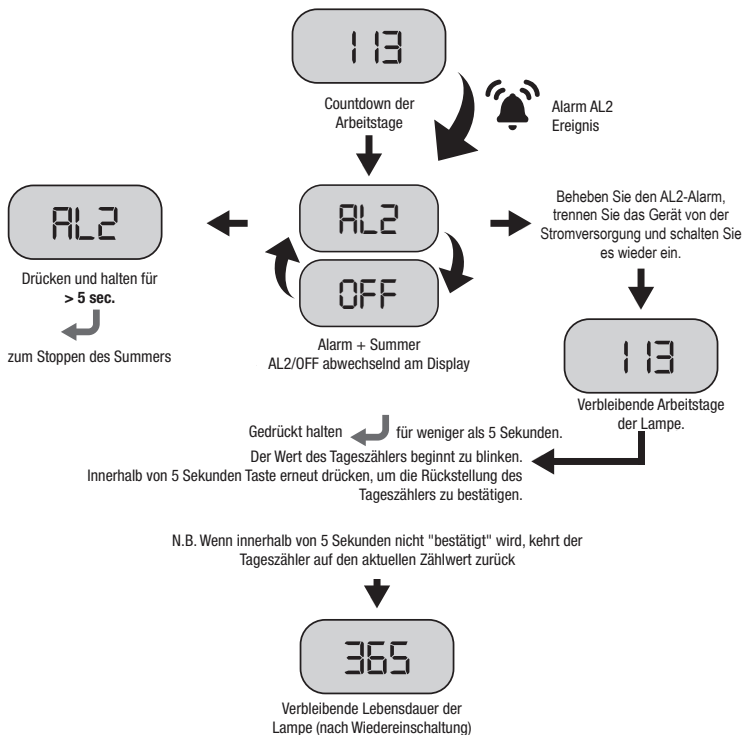 113
Countdown der
Arbeitstage
Alarm AL2
Ereignis
AL2
Drücken und halten für
> 5 sec.
zum Stoppen des Summers
AL2
OFF
Alarm + Summer
AL2/OFF abwechselnd am Display
Beheben Sie den AL2-Alarm,
trennen Sie das Gerät von der
Stromversorgung und schalten Sie
es wieder ein.
113
Verbleibende Arbeitstage
der Lampe.
Gedrückt halten für weniger als 5 Sekunden.
Der Wert des Tageszählers beginnt zu blinken.
Innerhalb von 5 Sekunden Taste erneut drücken, um die Rückstellung des
Tageszählers zu bestätigen.
N.B. Wenn innerhalb von 5 Sekunden nicht "bestätigt" wird, kehrt der
Tageszähler auf den aktuellen Zählwert zurück
365
Verbleibende Lebensdauer der
Lampe (nach Wiedereinschaltung)